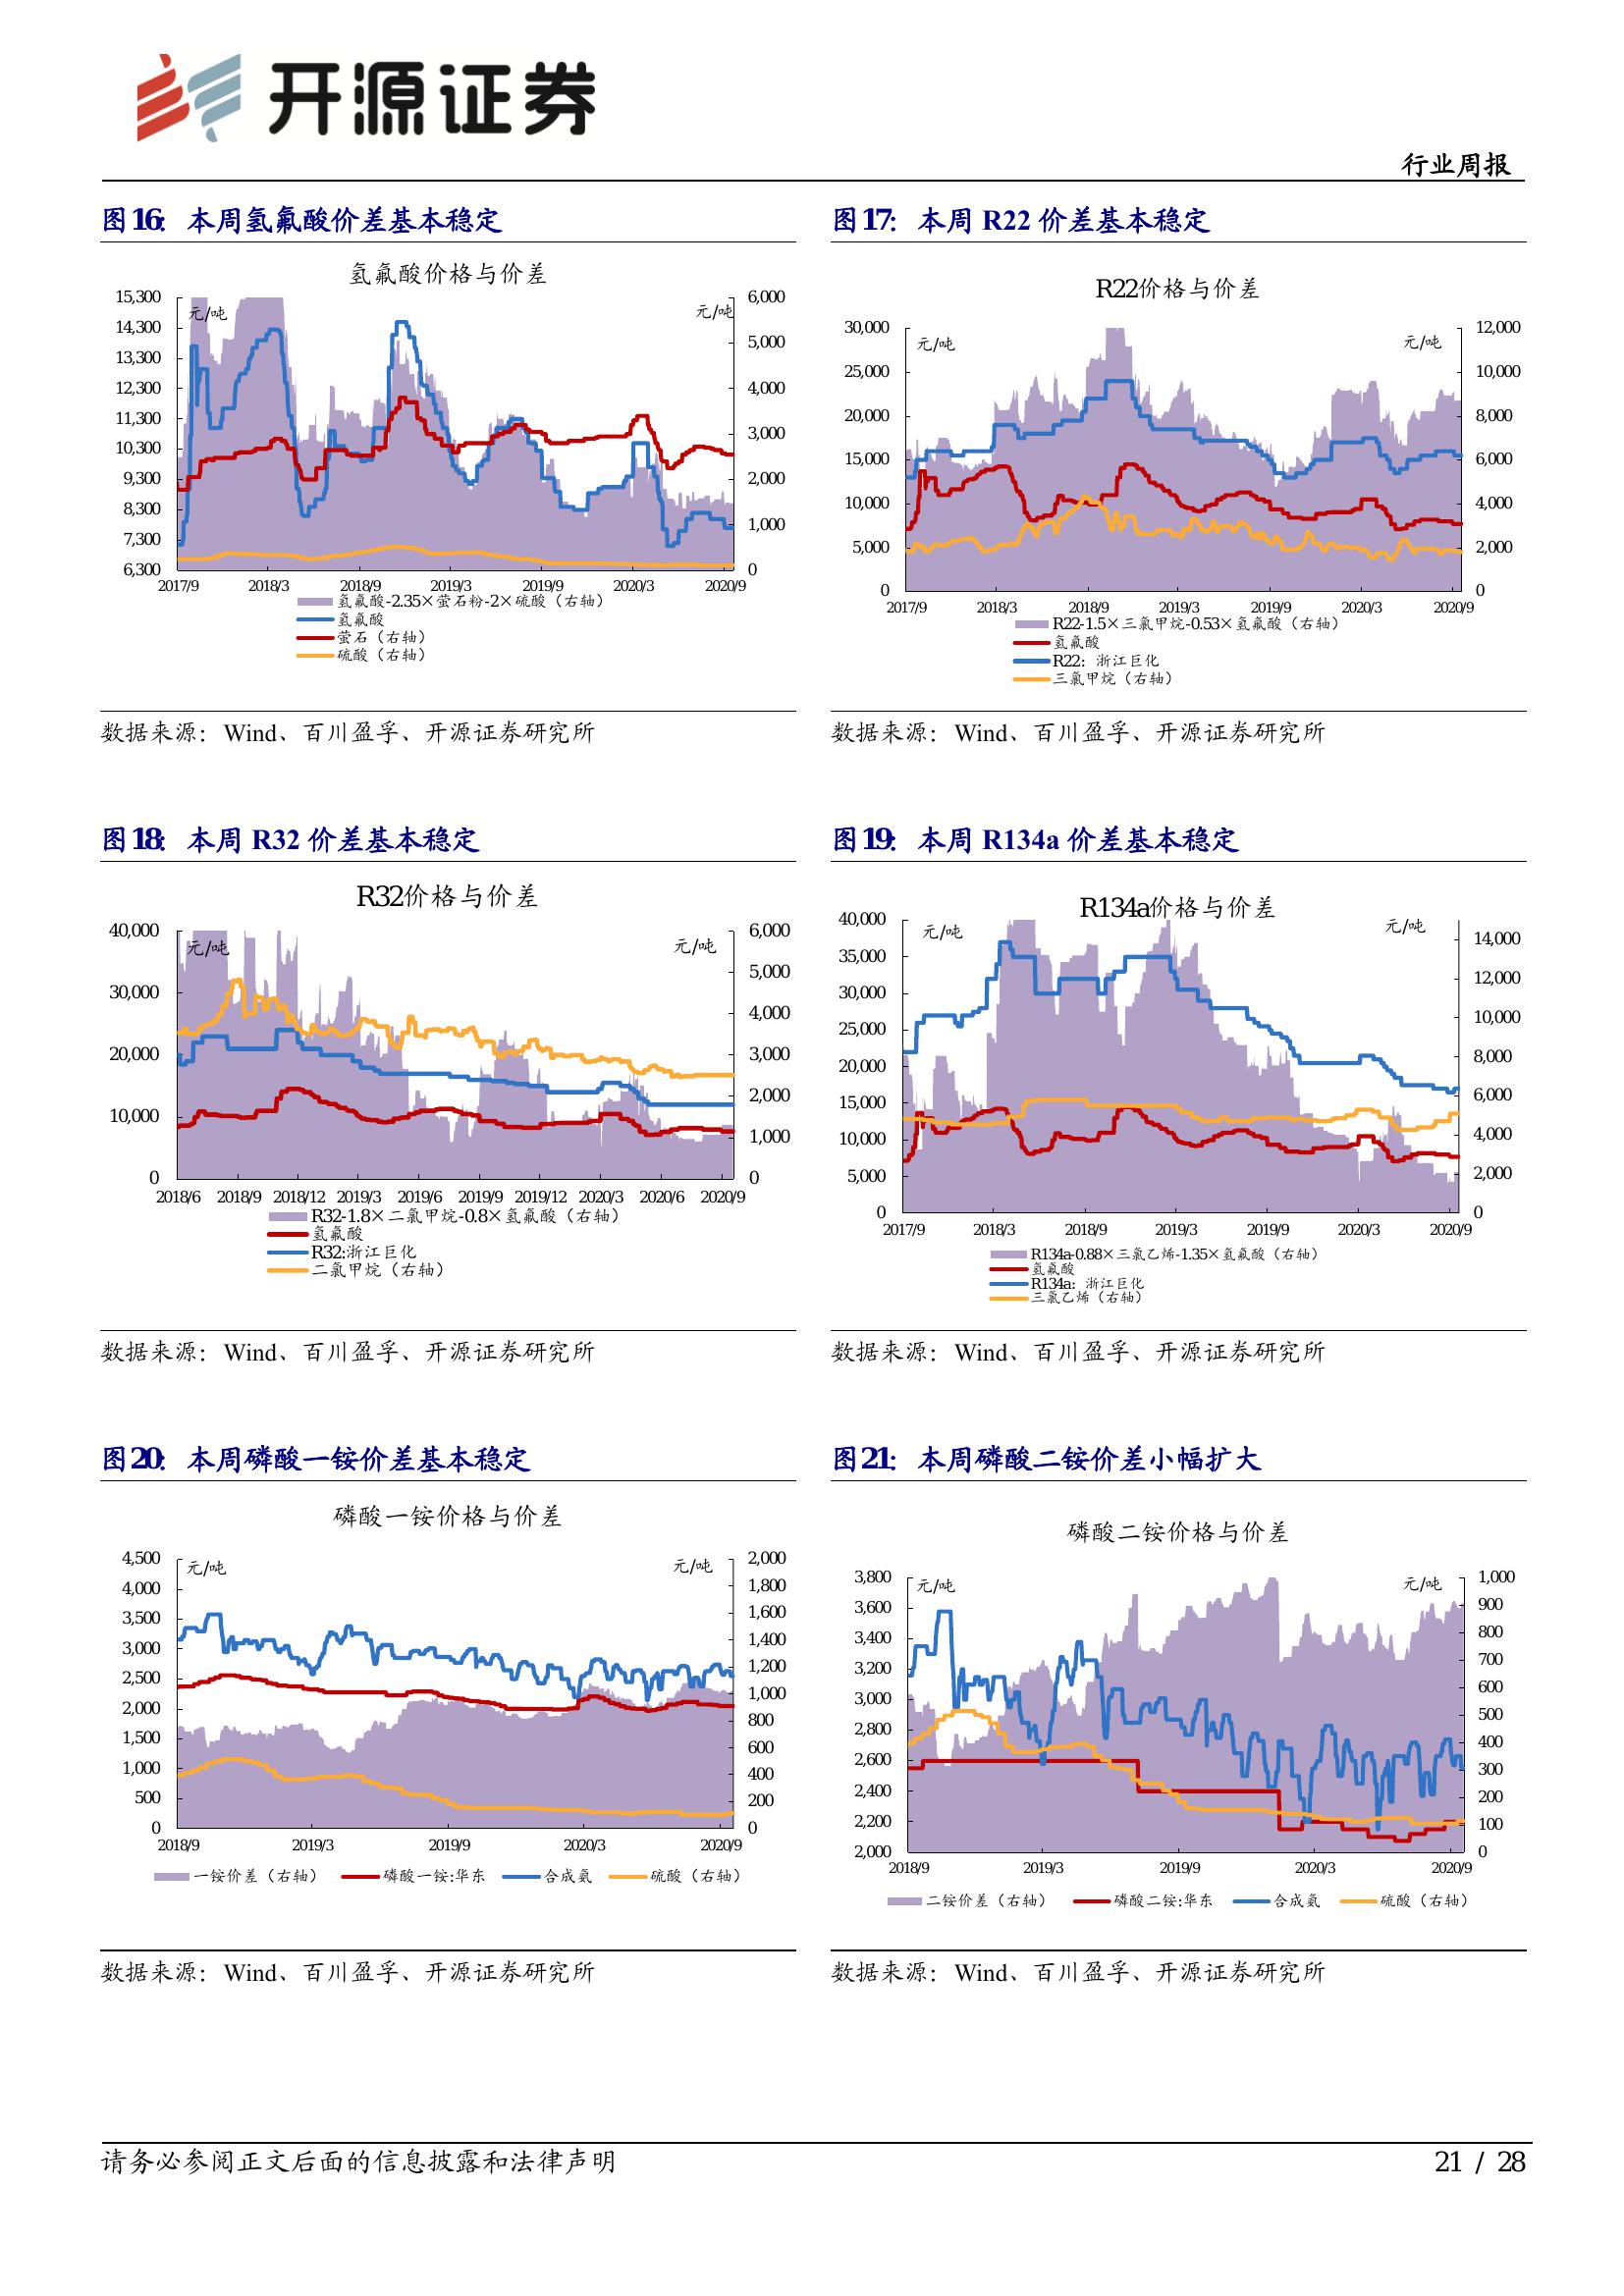 开源证券
行业周报
图16： 本周氢氟酸价差基本稳定
氢氟酸价格与价差
元/吨
元/吨
15,300
14,300
13,300
12,300
11,300
10,300
9,300
8,300
7,300
6,300
6,000
5,000
4,000
3,000
2,000
1,000
0
2017/9 2018/3 2018/9 2019/3 2019/9 2020/3 2020/9
氢氟酸-2.35×萤石粉-2×硫酸（右轴）
氢氟酸
萤石（右轴）
硫酸（右轴）
数据来源：Wind、百川盈孚、开源证券研究所
图17： 本周 R22 价差基本稳定
R22价格与价差
元/吨
元/吨
30,000
25,000
20,000
15,000
10,000
5,000
0
12,000
10,000
8,000
6,000
4,000
2,000
0
2017/9 2018/3 2018/9 2019/3 2019/9 2020/3 2020/9
R22-1.5×三氯甲烷-0.53×氢氟酸（右轴）
氢氟酸
R22：浙江巨化
三氯甲烷（右轴）
数据来源：Wind、百川盈孚、开源证券研究所
图18： 本周 R32 价差基本稳定
R32价格与价差
元/吨
元/吨
40,000
30,000
20,000
10,000
0
6,000
5,000
4,000
3,000
2,000
1,000
0
2018/6 2018/9 2018/12 2019/3 2019/6 2019/9 2019/12 2020/3 2020/6 2020/9
R32-1.8×二氯甲烷-0.8×氢氟酸（右轴）
氢氟酸
R32:浙江巨化
二氯甲烷（右轴）
数据来源：Wind、百川盈孚、开源证券研究所
图19： 本周 R134a 价差基本稳定
R134a价格与价差
元/吨
元/吨
40,000
35,000
30,000
25,000
20,000
15,000
10,000
5,000
0
14,000
12,000
10,000
8,000
6,000
4,000
2,000
0
2017/9 2018/3 2018/9 2019/3 2019/9 2020/3 2020/9
R134a-0.88×三氯乙烯-1.35×氢氟酸（右轴）
氢氟酸
R134a：浙江巨化
三氯乙烯（右轴）
数据来源：Wind、百川盈孚、开源证券研究所
图20： 本周磷酸一铵价差基本稳定
磷酸一铵价格与价差
元/吨
元/吨
4,500
4,000
3,500
3,000
2,500
2,000
1,500
1,000
500
0
2,000
1,800
1,600
1,400
1,200
1,000
800
600
400
200
0
2018/9 2019/3 2019/9 2020/3 2020/9
一铵价差（右轴） 磷酸一铵:华东 合成氨 硫酸（右轴）
数据来源：Wind、百川盈孚、开源证券研究所
图21： 本周磷酸二铵价差小幅扩大
磷酸二铵价格与价差
元/吨
元/吨
3,800
3,600
3,400
3,200
3,000
2,800
2,600
2,400
2,200
2,000
1,000
900
800
700
600
500
400
300
200
100
0
2018/9 2019/3 2019/9 2020/3 2020/9
二铵价差（右轴） 磷酸二铵:华东 合成氨 硫酸（右轴）
数据来源：Wind、百川盈孚、开源证券研究所
请务必参阅正文后面的信息披露和法律声明
21 / 28